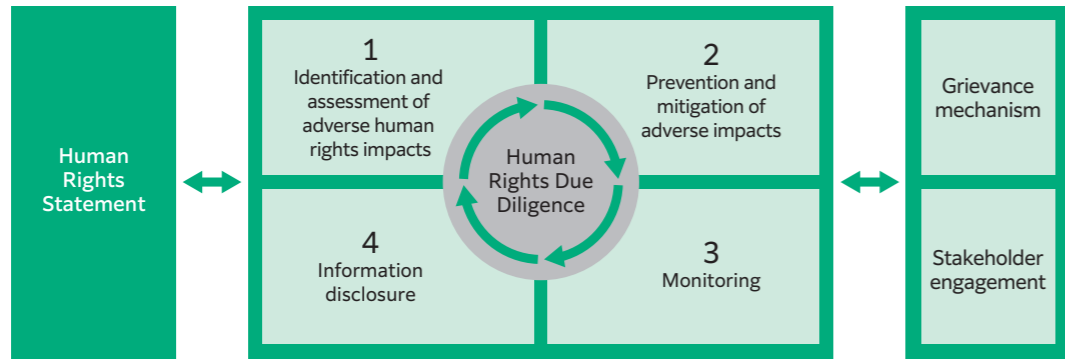 Human
Rights
Statement
1
Identification and
assessment of
adverse human
rights impacts
2
Prevention and
mitigation of
adverse impacts
Human
Rights Due
Diligence
4
Information
disclosure
3
Monitoring
Grievance
mechanism
Stakeholder
engagement